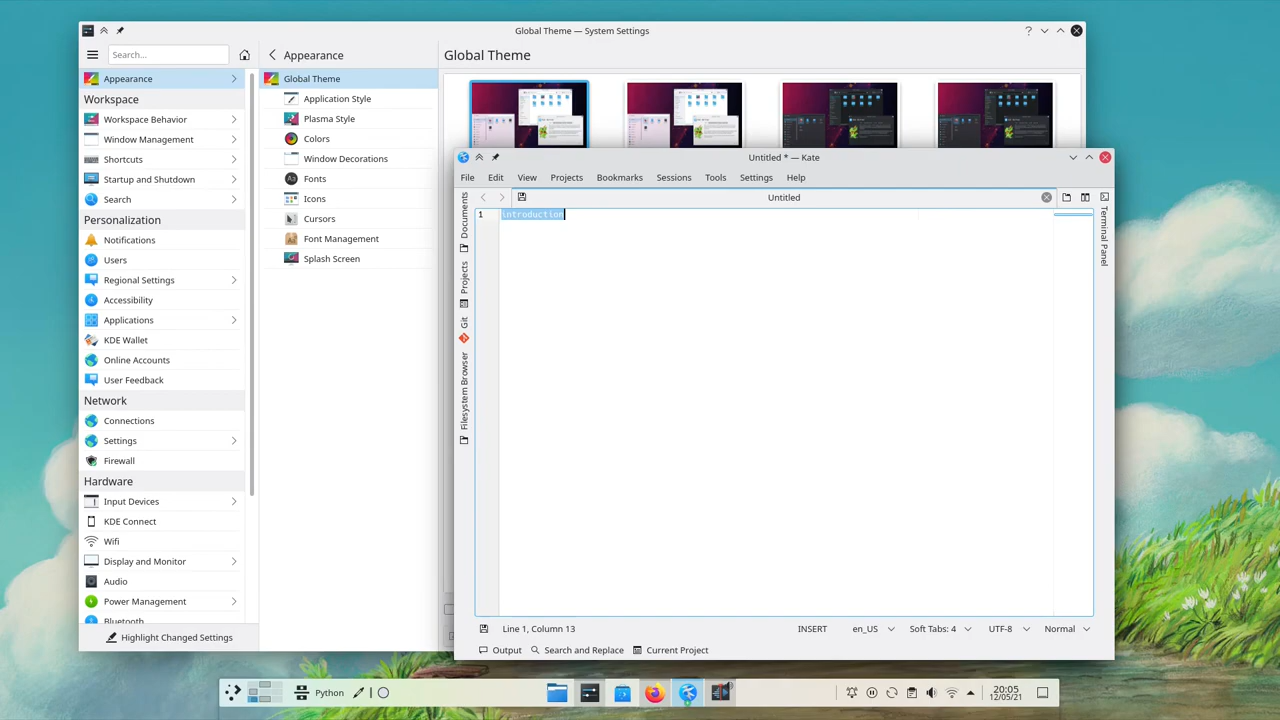 Global Theme — System Settings
Search...
Appearance
Global Theme
Appearance
Workspace
Workspace Behavior
Window Management
Shortcuts
Startup and Shutdown
Search
Personalization
Notifications
Users
Regional Settings
Accessibility
Applications
KDE Wallet
Online Accounts
User Feedback
Network
Connections
Settings
Firewall
Hardware
Input Devices
KDE Connect
Wifi
Display and Monitor
Audio
Power Management
Bluetooth
Highlight Changed Settings
Global Theme
Application Style
Plasma Style
Colors
Window Decorations
Fonts
Icons
Cursors
Font Management
Splash Screen
Untitled * — Kate
File Edit View Projects Bookmarks Sessions Tools Settings Help
Untitled
Documents
Projects
Git
Filesystem Browser
1 introduction
Terminal Panel
Line 1, Column 13 INSERT en_US Soft Tabs: 4 UTF-8 Normal
Output Search and Replace Current Project
Python
20:05
12/05/21